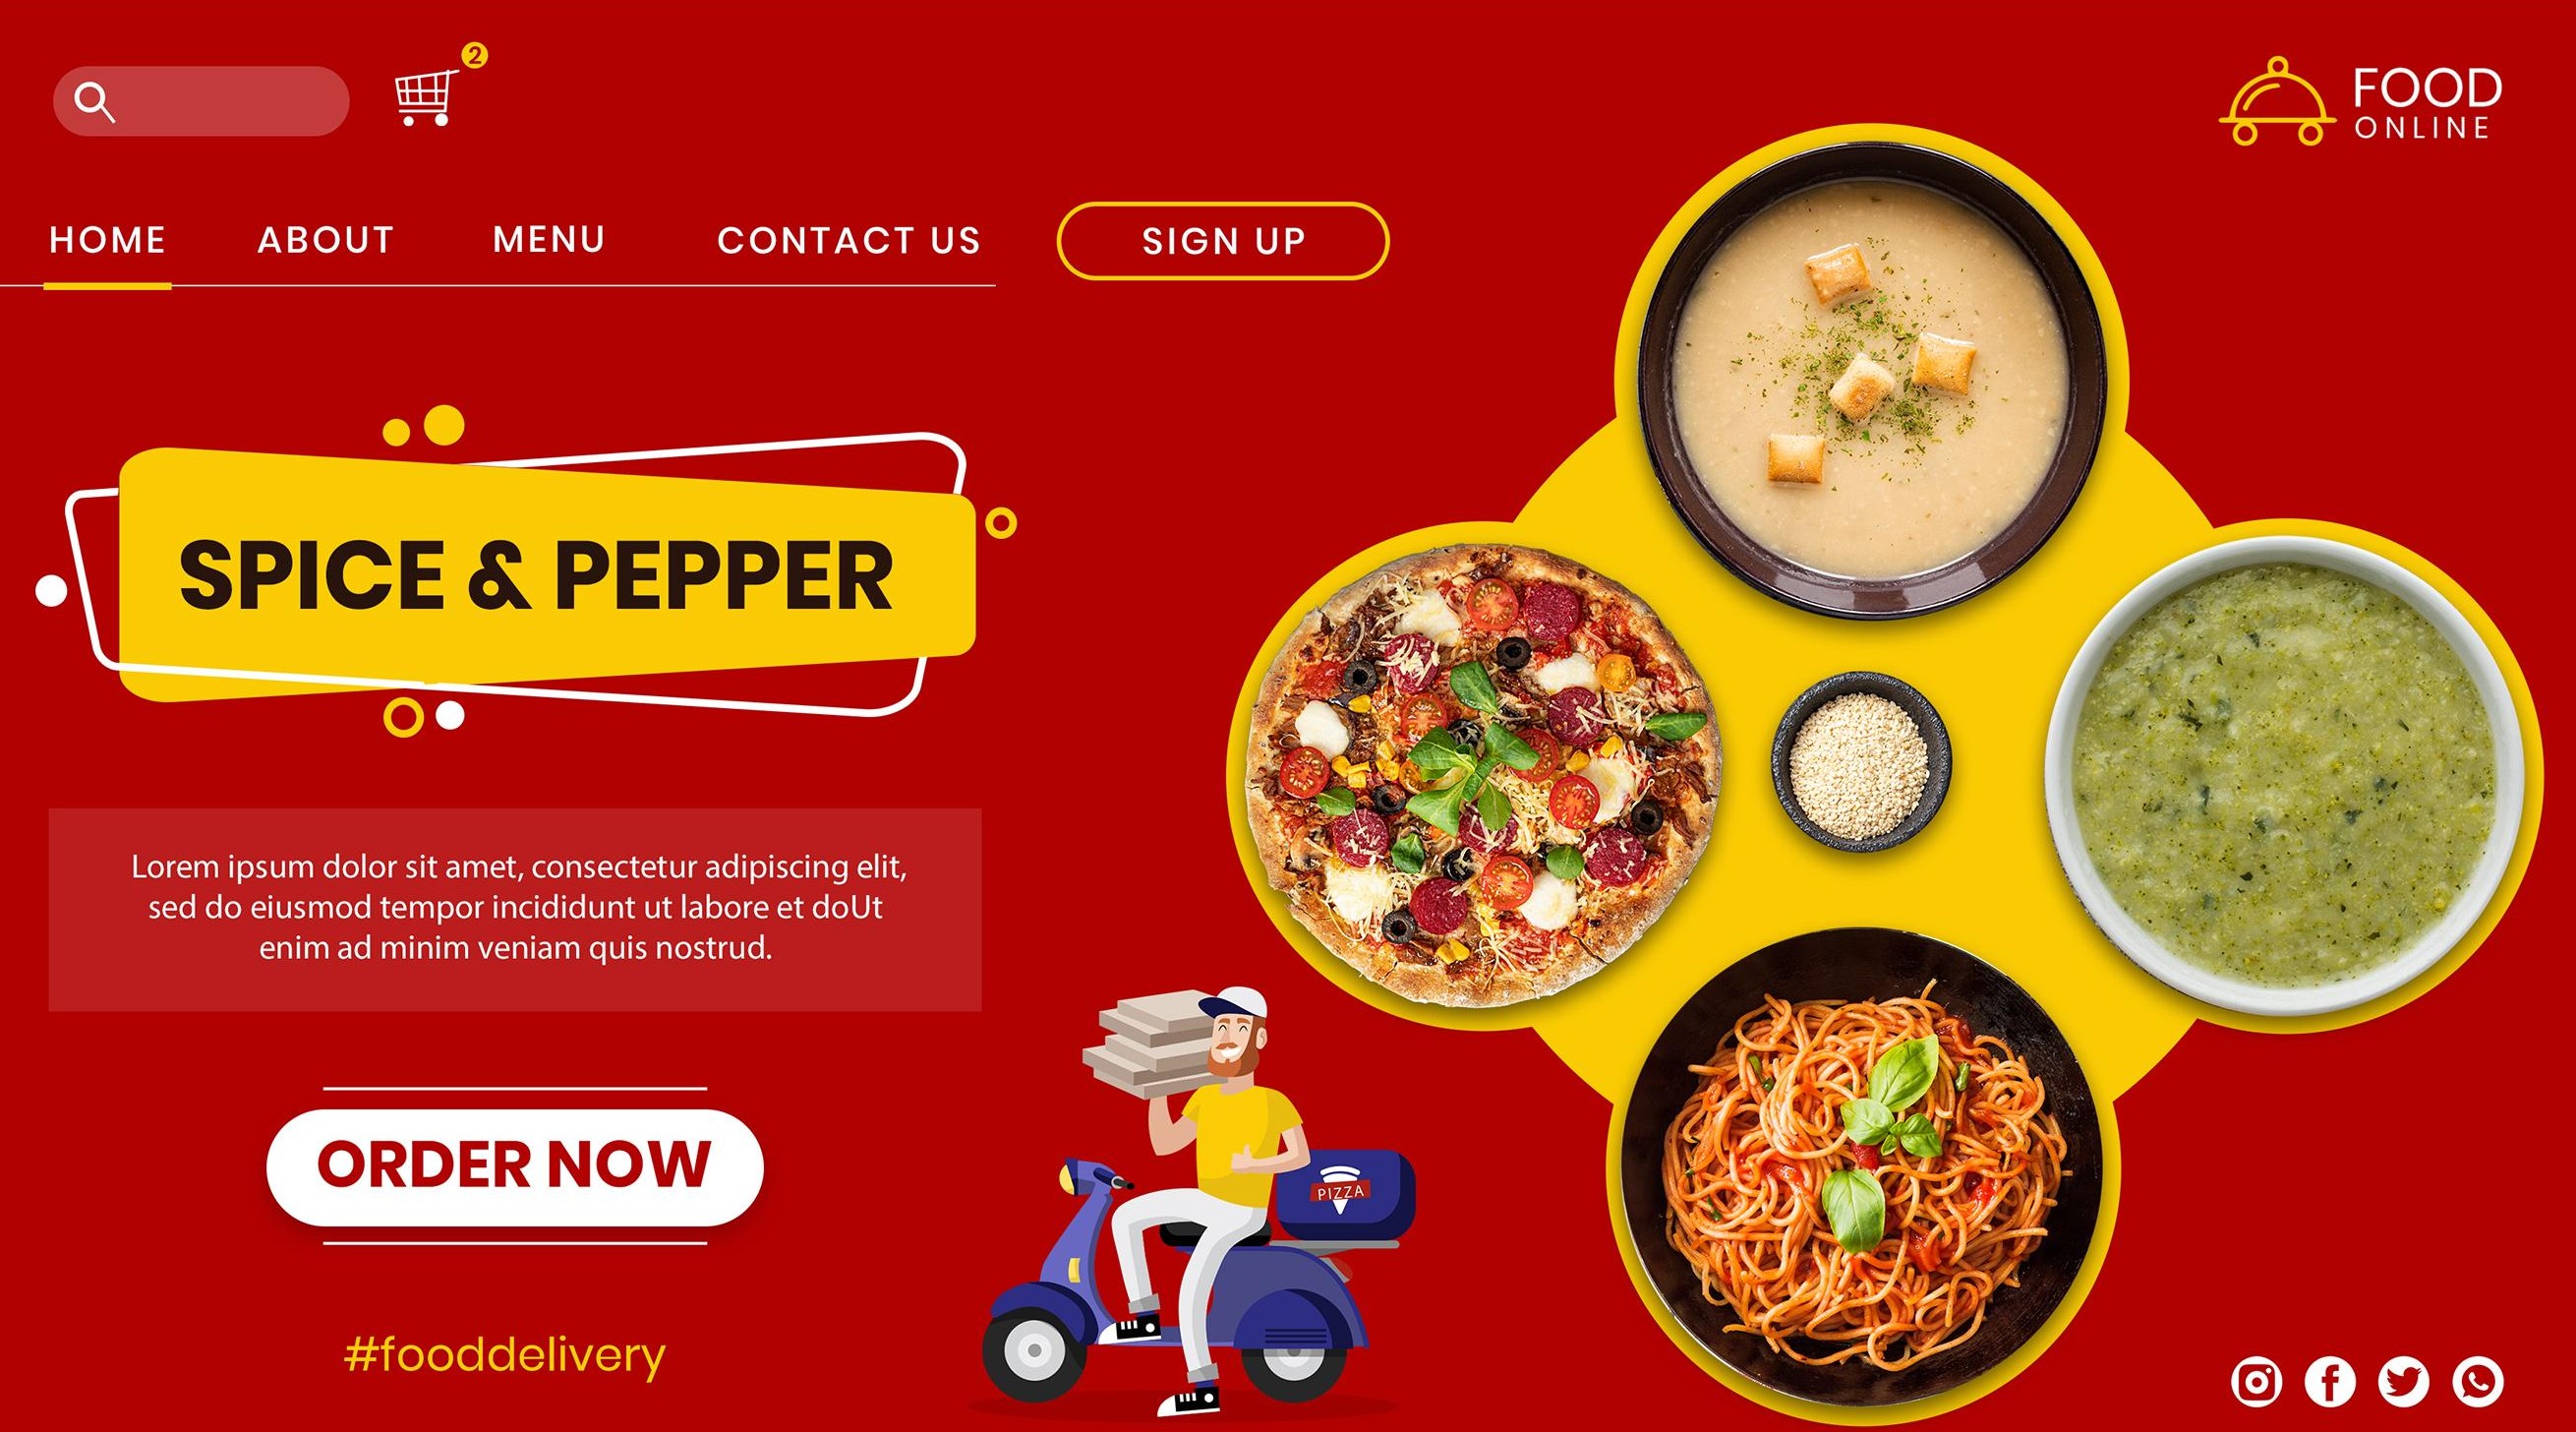 2
FOOD
ONLINE
HOME ABOUT MENU CONTACT US SIGN UP
SPICE & PEPPER
Lorem ipsum dolor sit amet, consectetur adipiscing elit,
sed do eiusmod tempor incididunt ut labore et doUt
enim ad minim veniam quis nostrud.
ORDER NOW
PIZZA
#fooddelivery